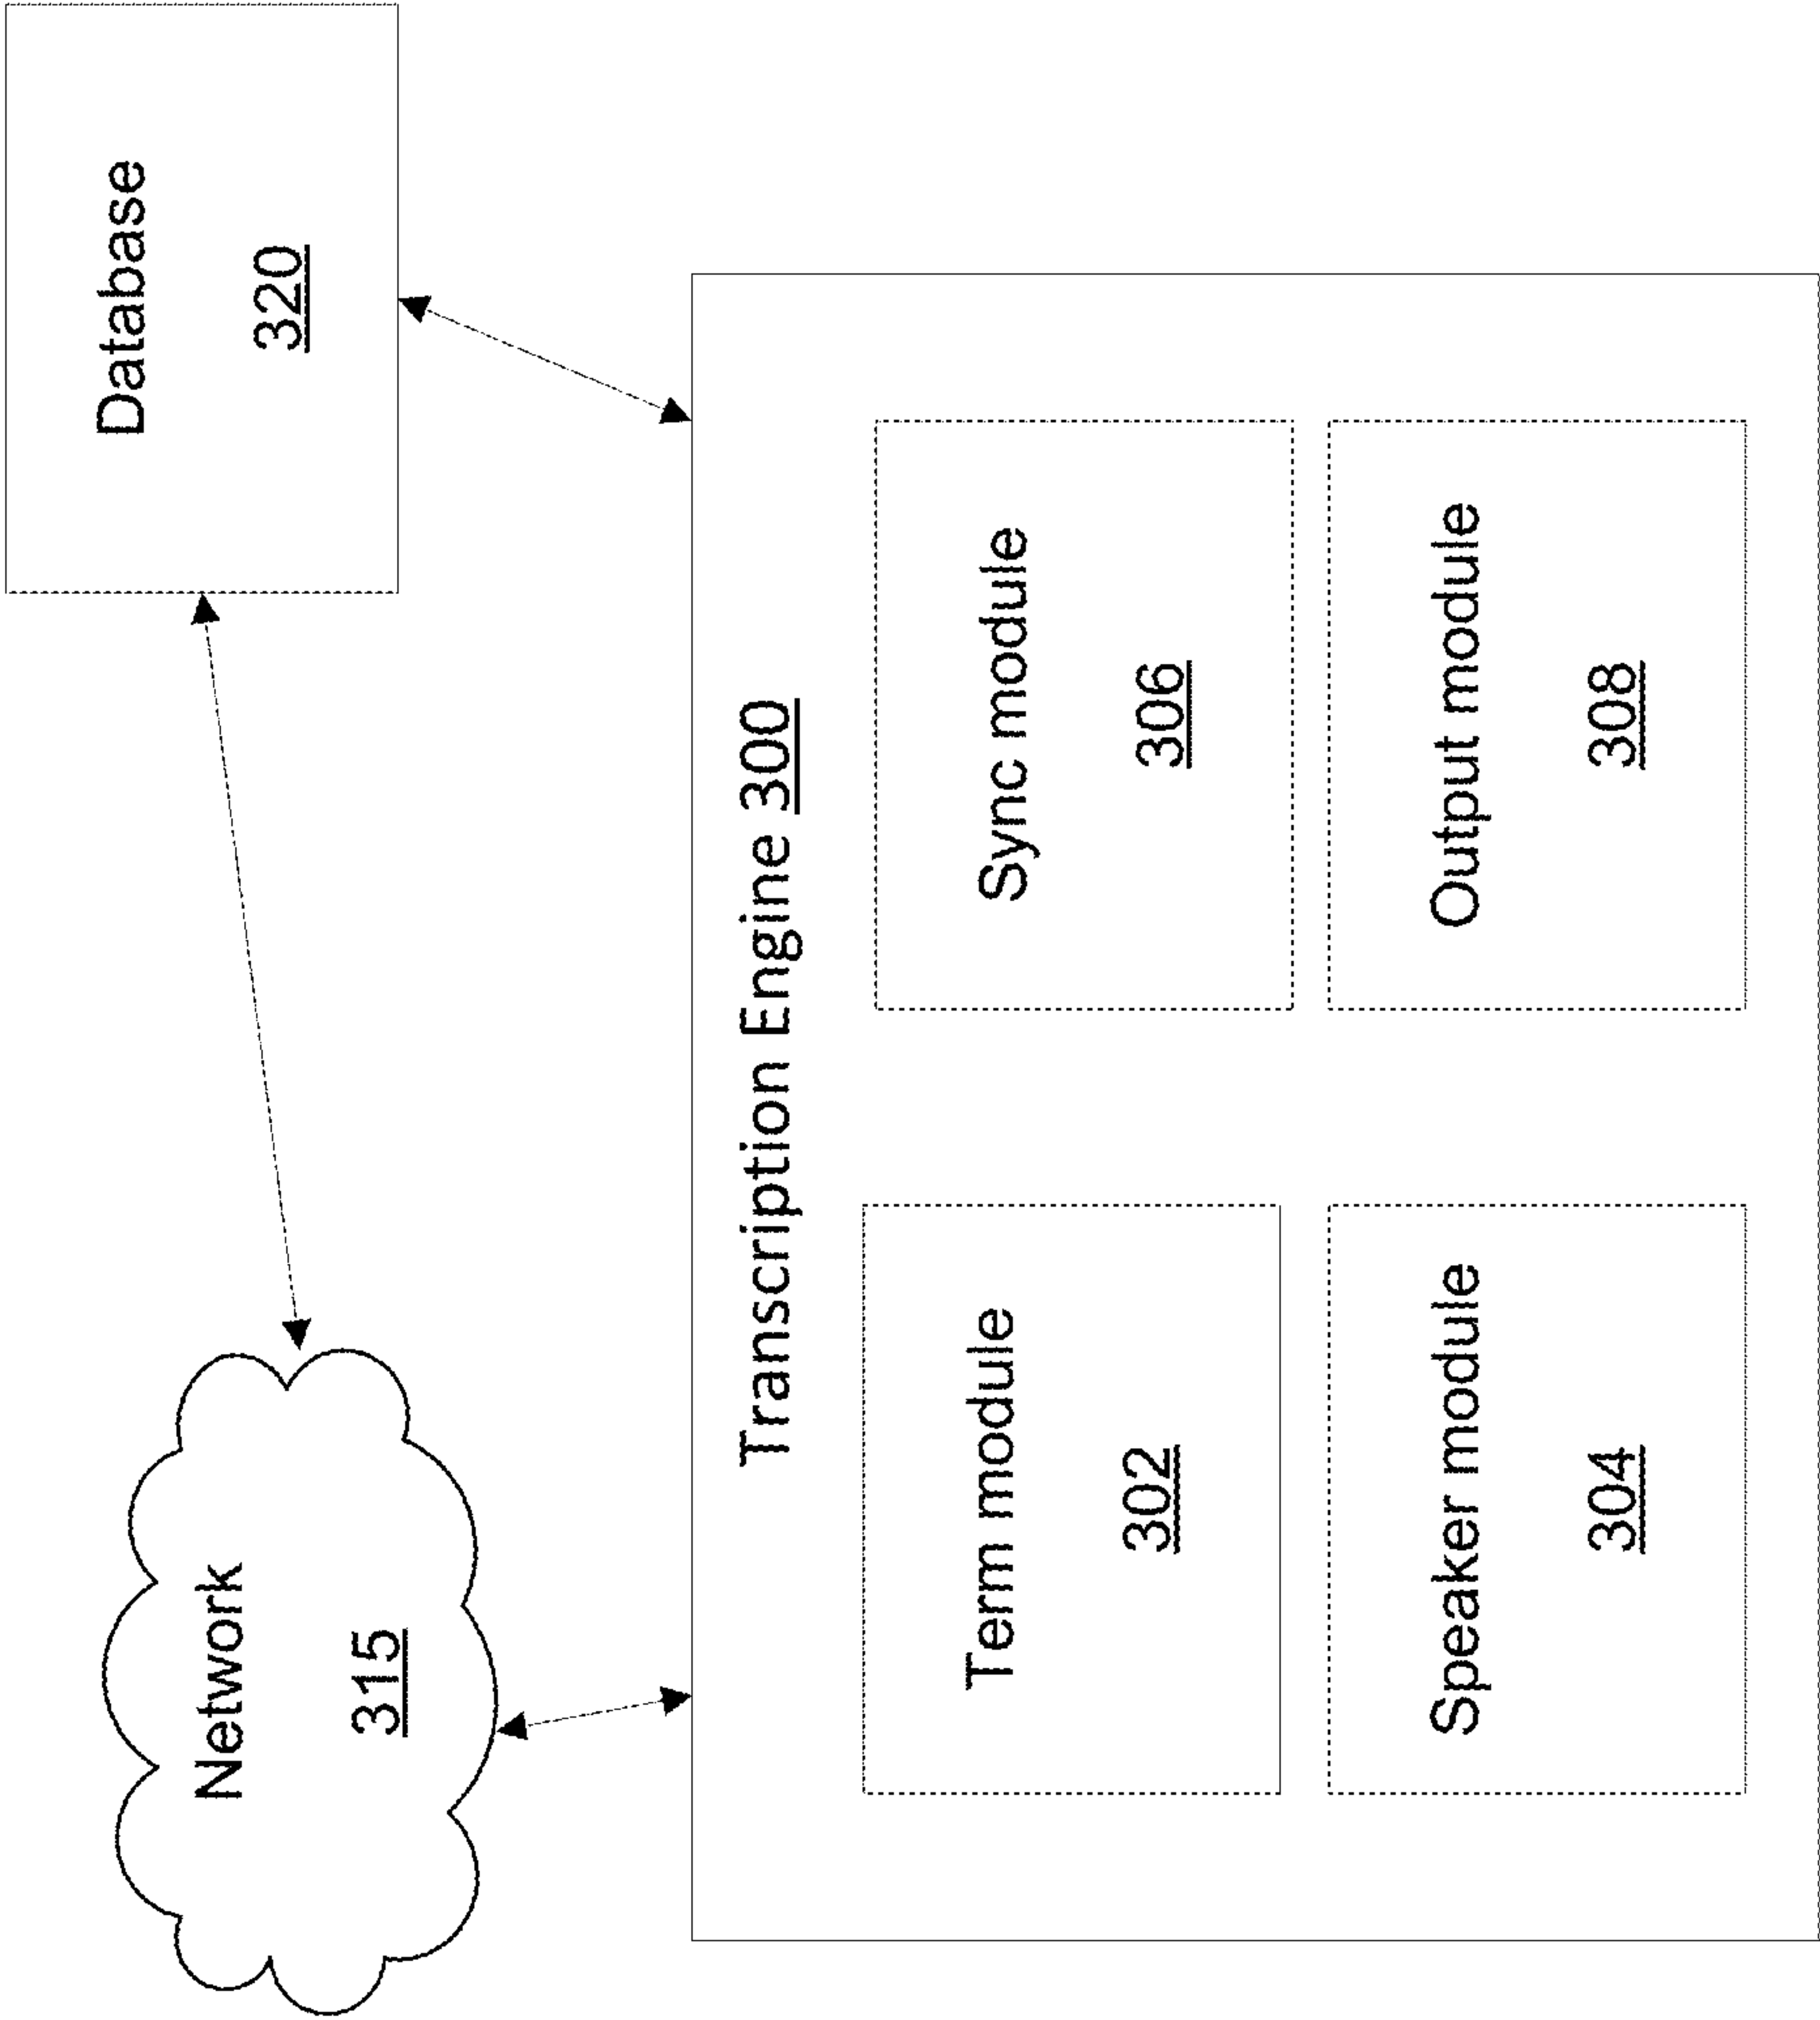 Network
315
Database
320
Transcription Engine 300
Term module
302
Sync module
306
Speaker module
304
Output module
308